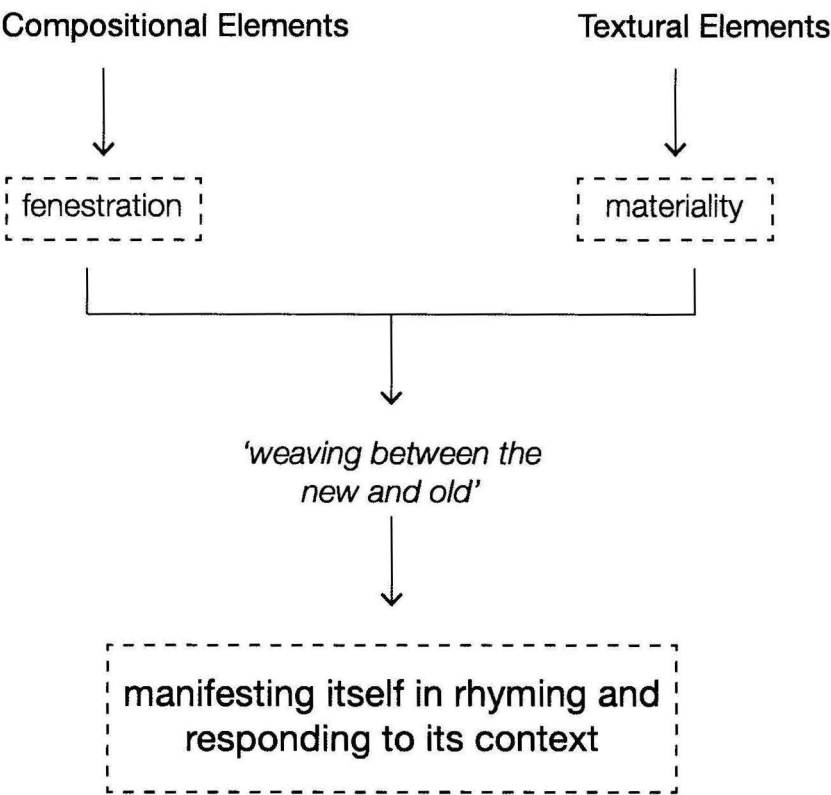 Compositional Elements
Textural Elements
fenestration
materiality
‘weaving between the
new and old’
manifesting itself in rhyming and
responding to its context